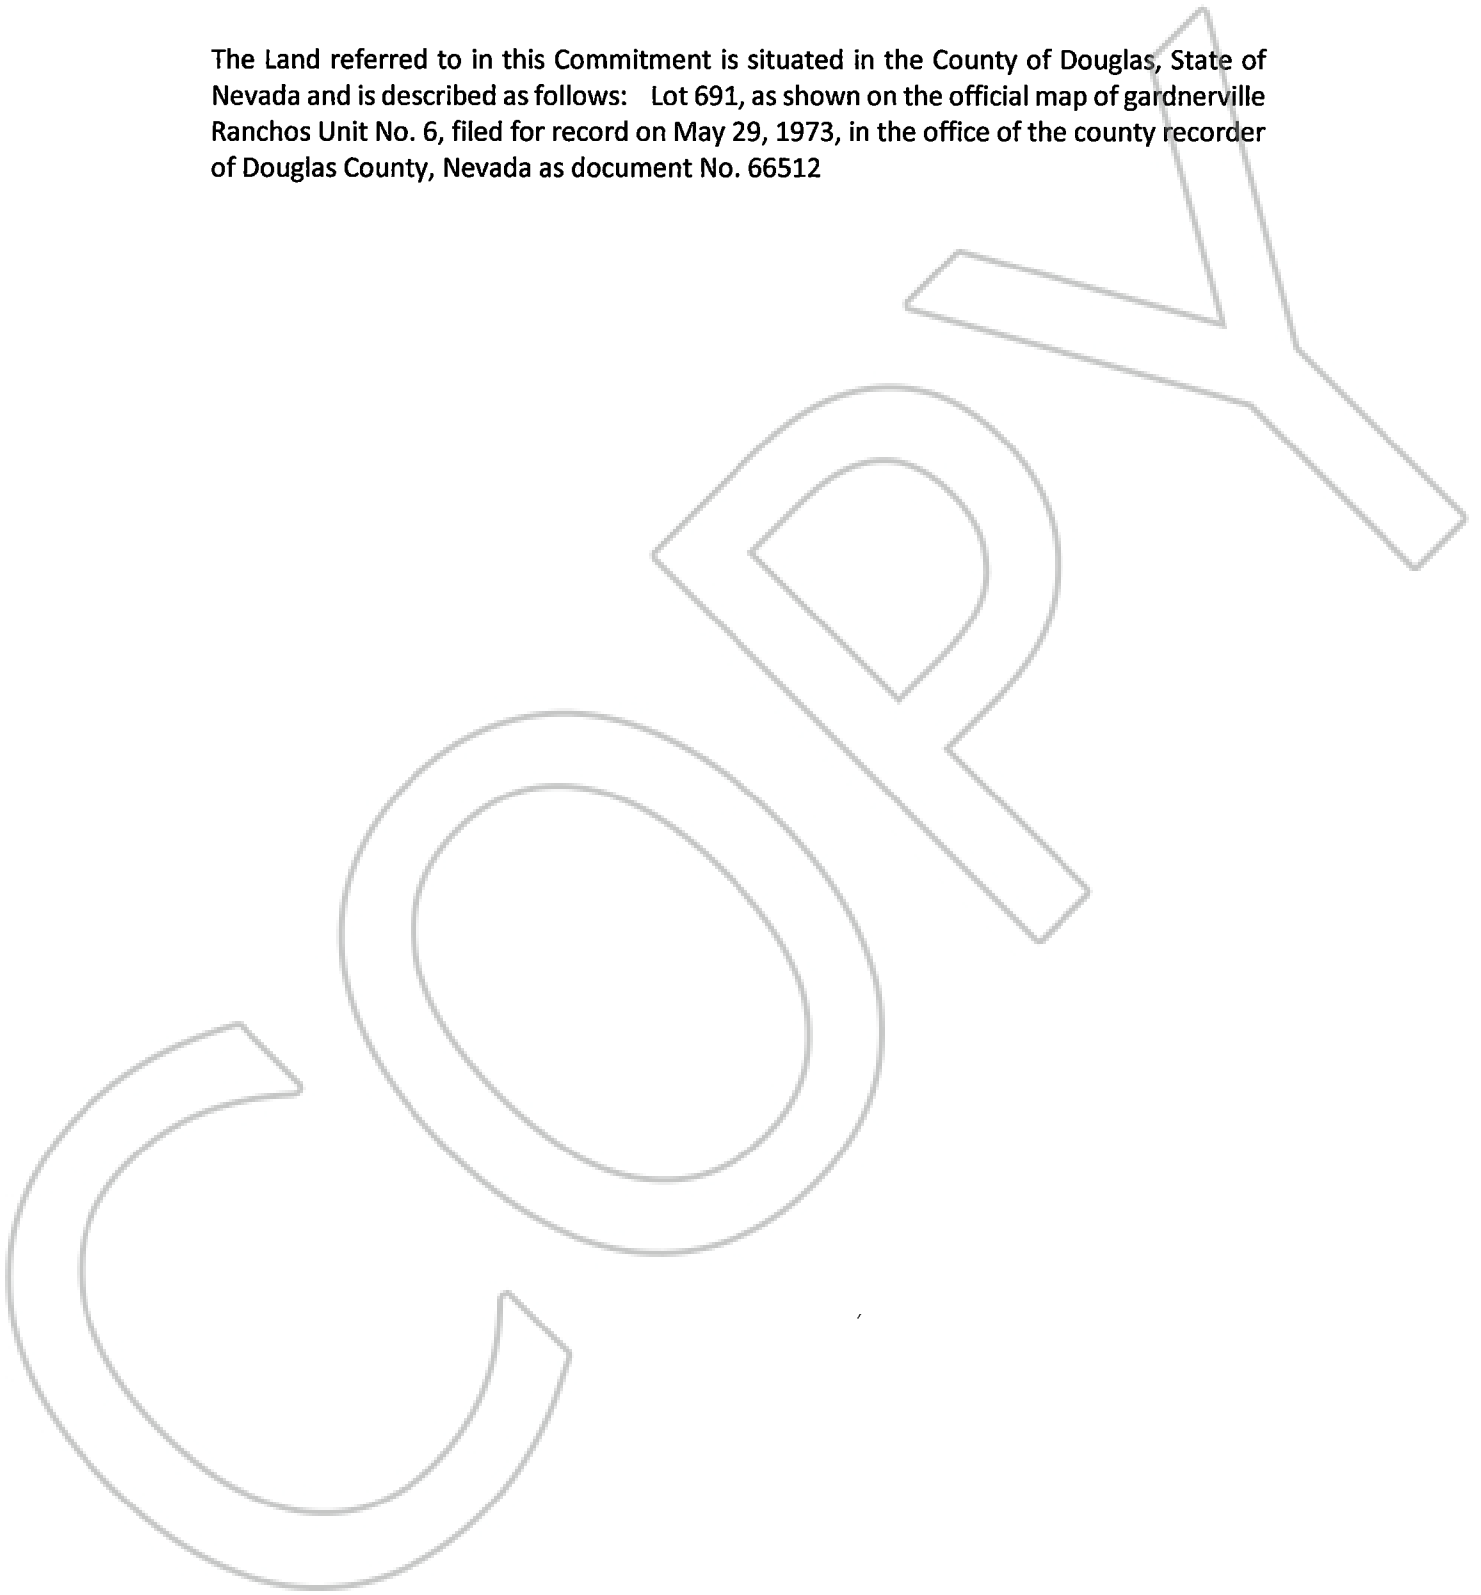 The Land referred to in this Commitment is situated in the County of Douglas, State of
Nevada and is described as follows: Lot 691, as shown on the official map of gardnerville
Ranchos Unit No. 6, filed for record on May 29, 1973, in the office of the county recorder
of Douglas County, Nevada as document No. 66512
COPY